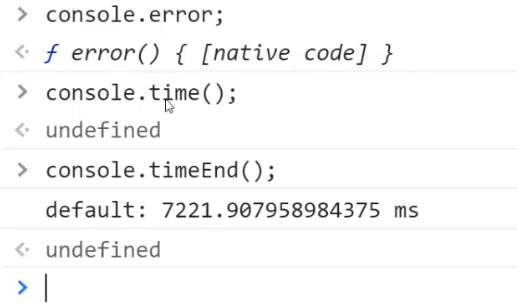 > console.error;
<· ƒ error() { [native code] }
> console.time();
<· undefined
> console.timeEnd();
default: 7221.907958984375 ms
<· undefined
>